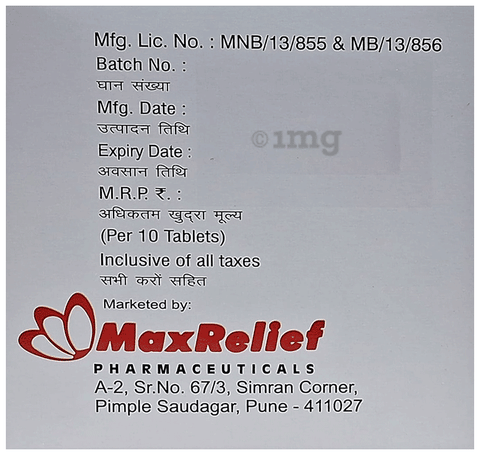 Mfg. Lic. No. : MNB/13/855 & MB/13/856
Batch No. :
घान संख्या
Mfg. Date :
उत्पादन तिथि
Expiry Date :
अवसान तिथि
M.R.P. ₹. :
अधिकतम खुद्रा मूल्य
(Per 10 Tablets)
Inclusive of all taxes
सभी करों सहित
Marketed by:
MaxRelief
PHARMACEUTICALS
A-2, Sr.No. 67/3, Simran Corner,
Pimple Saudagar, Pune - 411027
©1mg